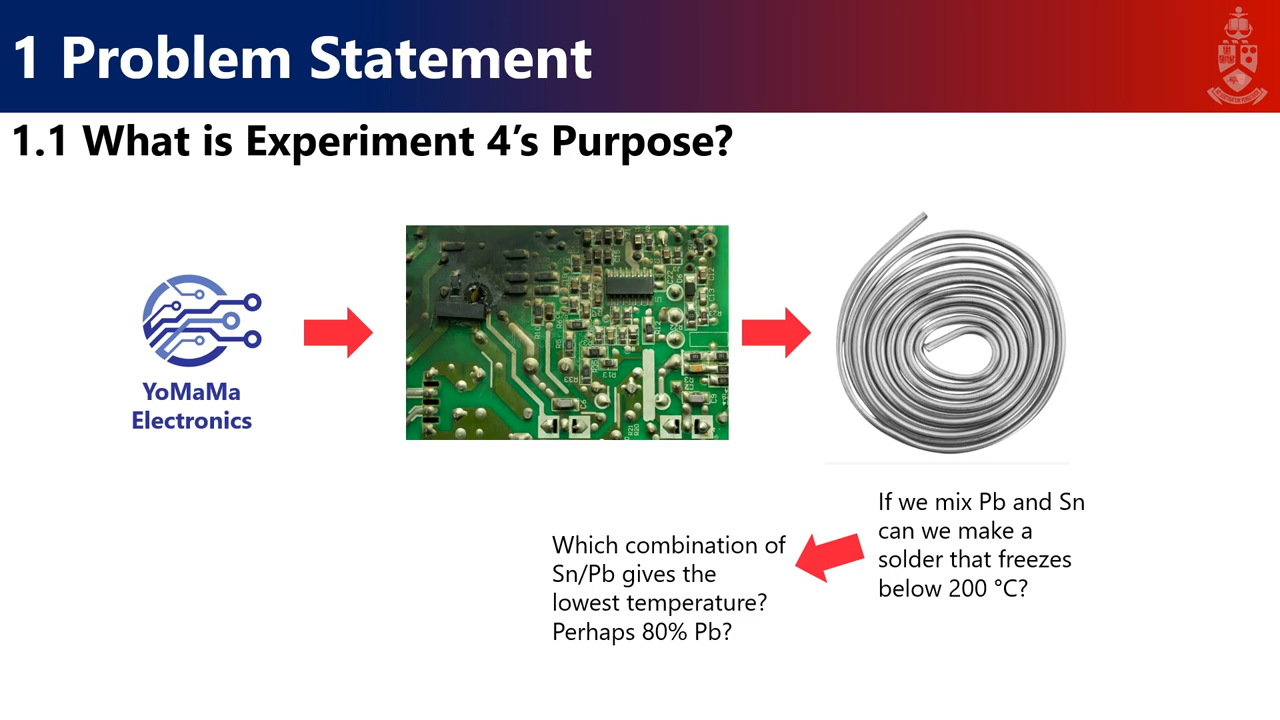 1 Problem Statement
1.1 What is Experiment 4’s Purpose?
YoMaMa
Electronics
If we mix Pb and Sn
can we make a
solder that freezes
below 200 °C?
Which combination of
Sn/Pb gives the
lowest temperature?
Perhaps 80% Pb?